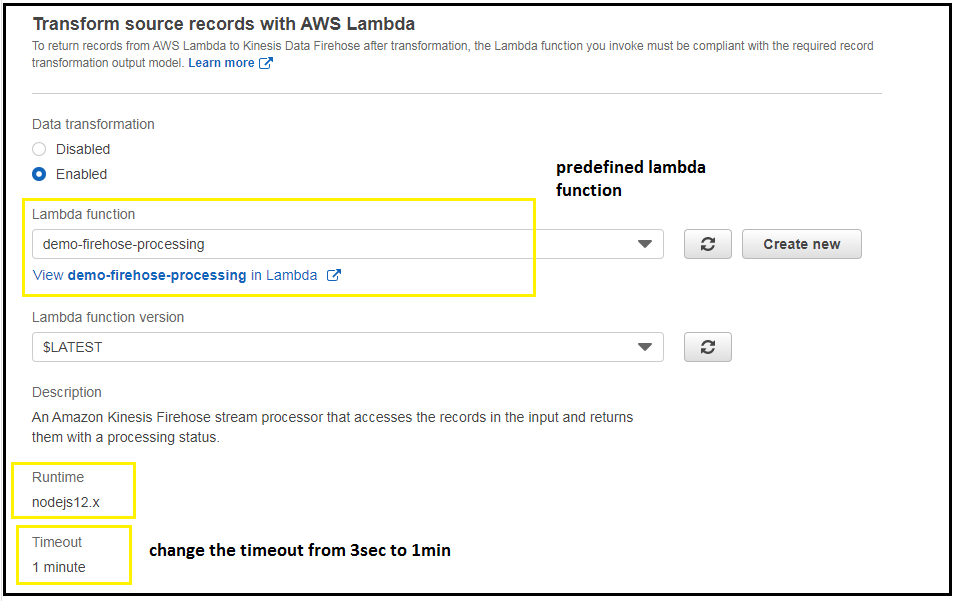 Transform source records with AWS Lambda
To return records from AWS Lambda to Kinesis Data Firehose after transformation, the Lambda function you invoke must be compliant with the required record
transformation output model. Learn more
Data transformation
Disabled
Enabled
predefined lambda
function
Lambda function
demo-firehose-processing
Create new
View demo-firehose-processing in Lambda
Lambda function version
$LATEST
Description
An Amazon Kinesis Firehose stream processor that accesses the records in the input and returns
them with a processing status.
Runtime
nodejs12.x
Timeout
1 minute
change the timeout from 3sec to 1min